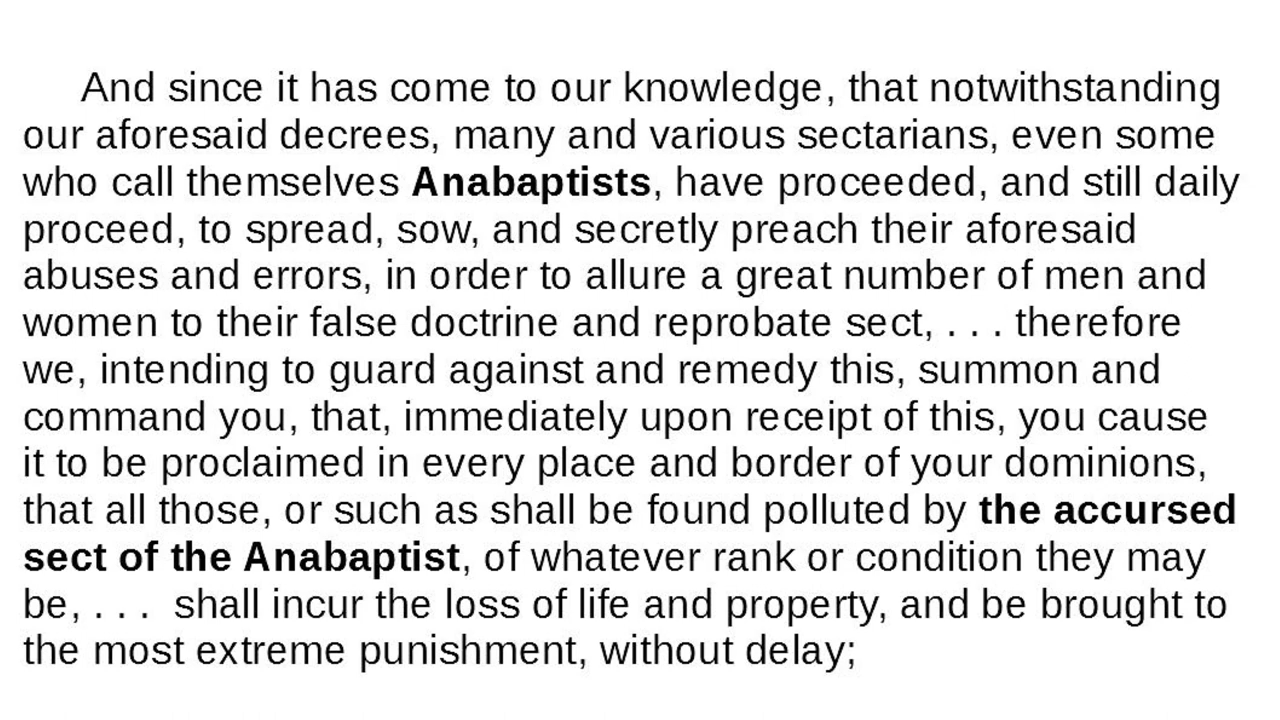 And since it has come to our knowledge, that notwithstanding
our aforesaid decrees, many and various sectarians, even some
who call themselves Anabaptists, have proceeded, and still daily
proceed, to spread, sow, and secretly preach their aforesaid
abuses and errors, in order to allure a great number of men and
women to their false doctrine and reprobate sect, . . . therefore
we, intending to guard against and remedy this, summon and
command you, that, immediately upon receipt of this, you cause
it to be proclaimed in every place and border of your dominions,
that all those, or such as shall be found polluted by the accursed
sect of the Anabaptist, of whatever rank or condition they may
be, . . .  shall incur the loss of life and property, and be brought to
the most extreme punishment, without delay;